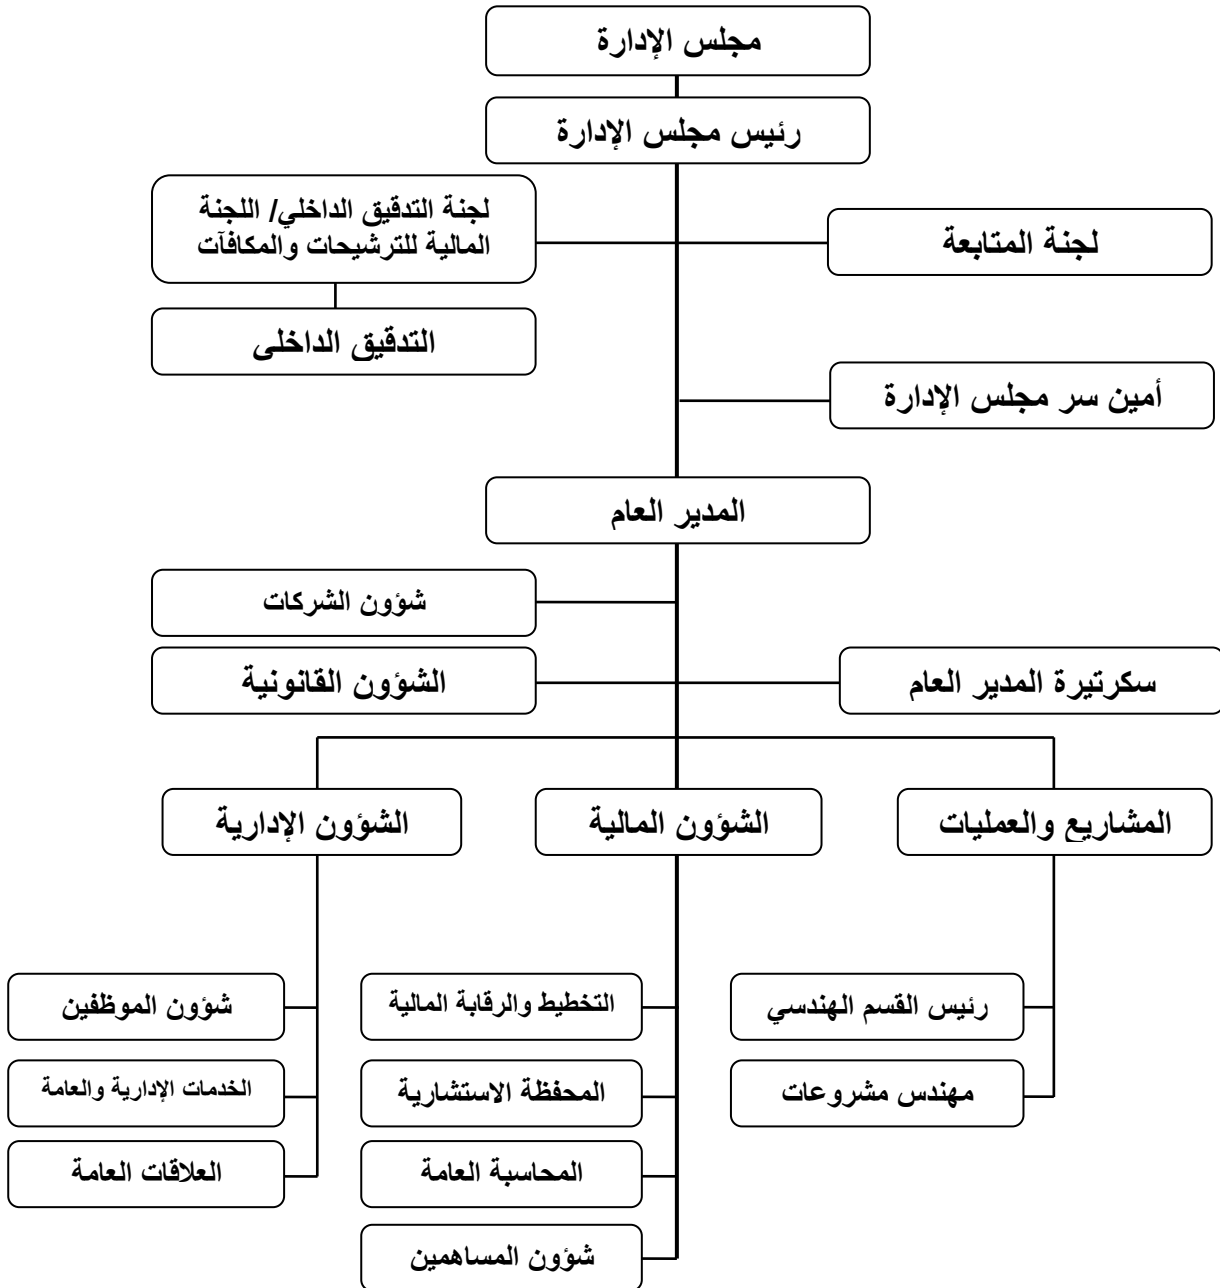 مجلس الإدارة
رئيس مجلس الإدارة
لجنة المتابعة
لجنة التدقيق الداخلي/ اللجنة
المالية للترشيحات والمكافآت
التدقيق الداخلى
أمين سر مجلس الإدارة
المدير العام
شؤون الشركات
سكرتيرة المدير العام
الشؤون القانونية
المشاريع والعمليات
الشؤون المالية
الشؤون الإدارية
رئيس القسم الهندسي
التخطيط والرقابة المالية
شؤون الموظفين
مهندس مشروعات
المحفظة الاستشارية
الخدمات الإدارية والعامة
المحاسبة العامة
العلاقات العامة
شؤون المساهمين